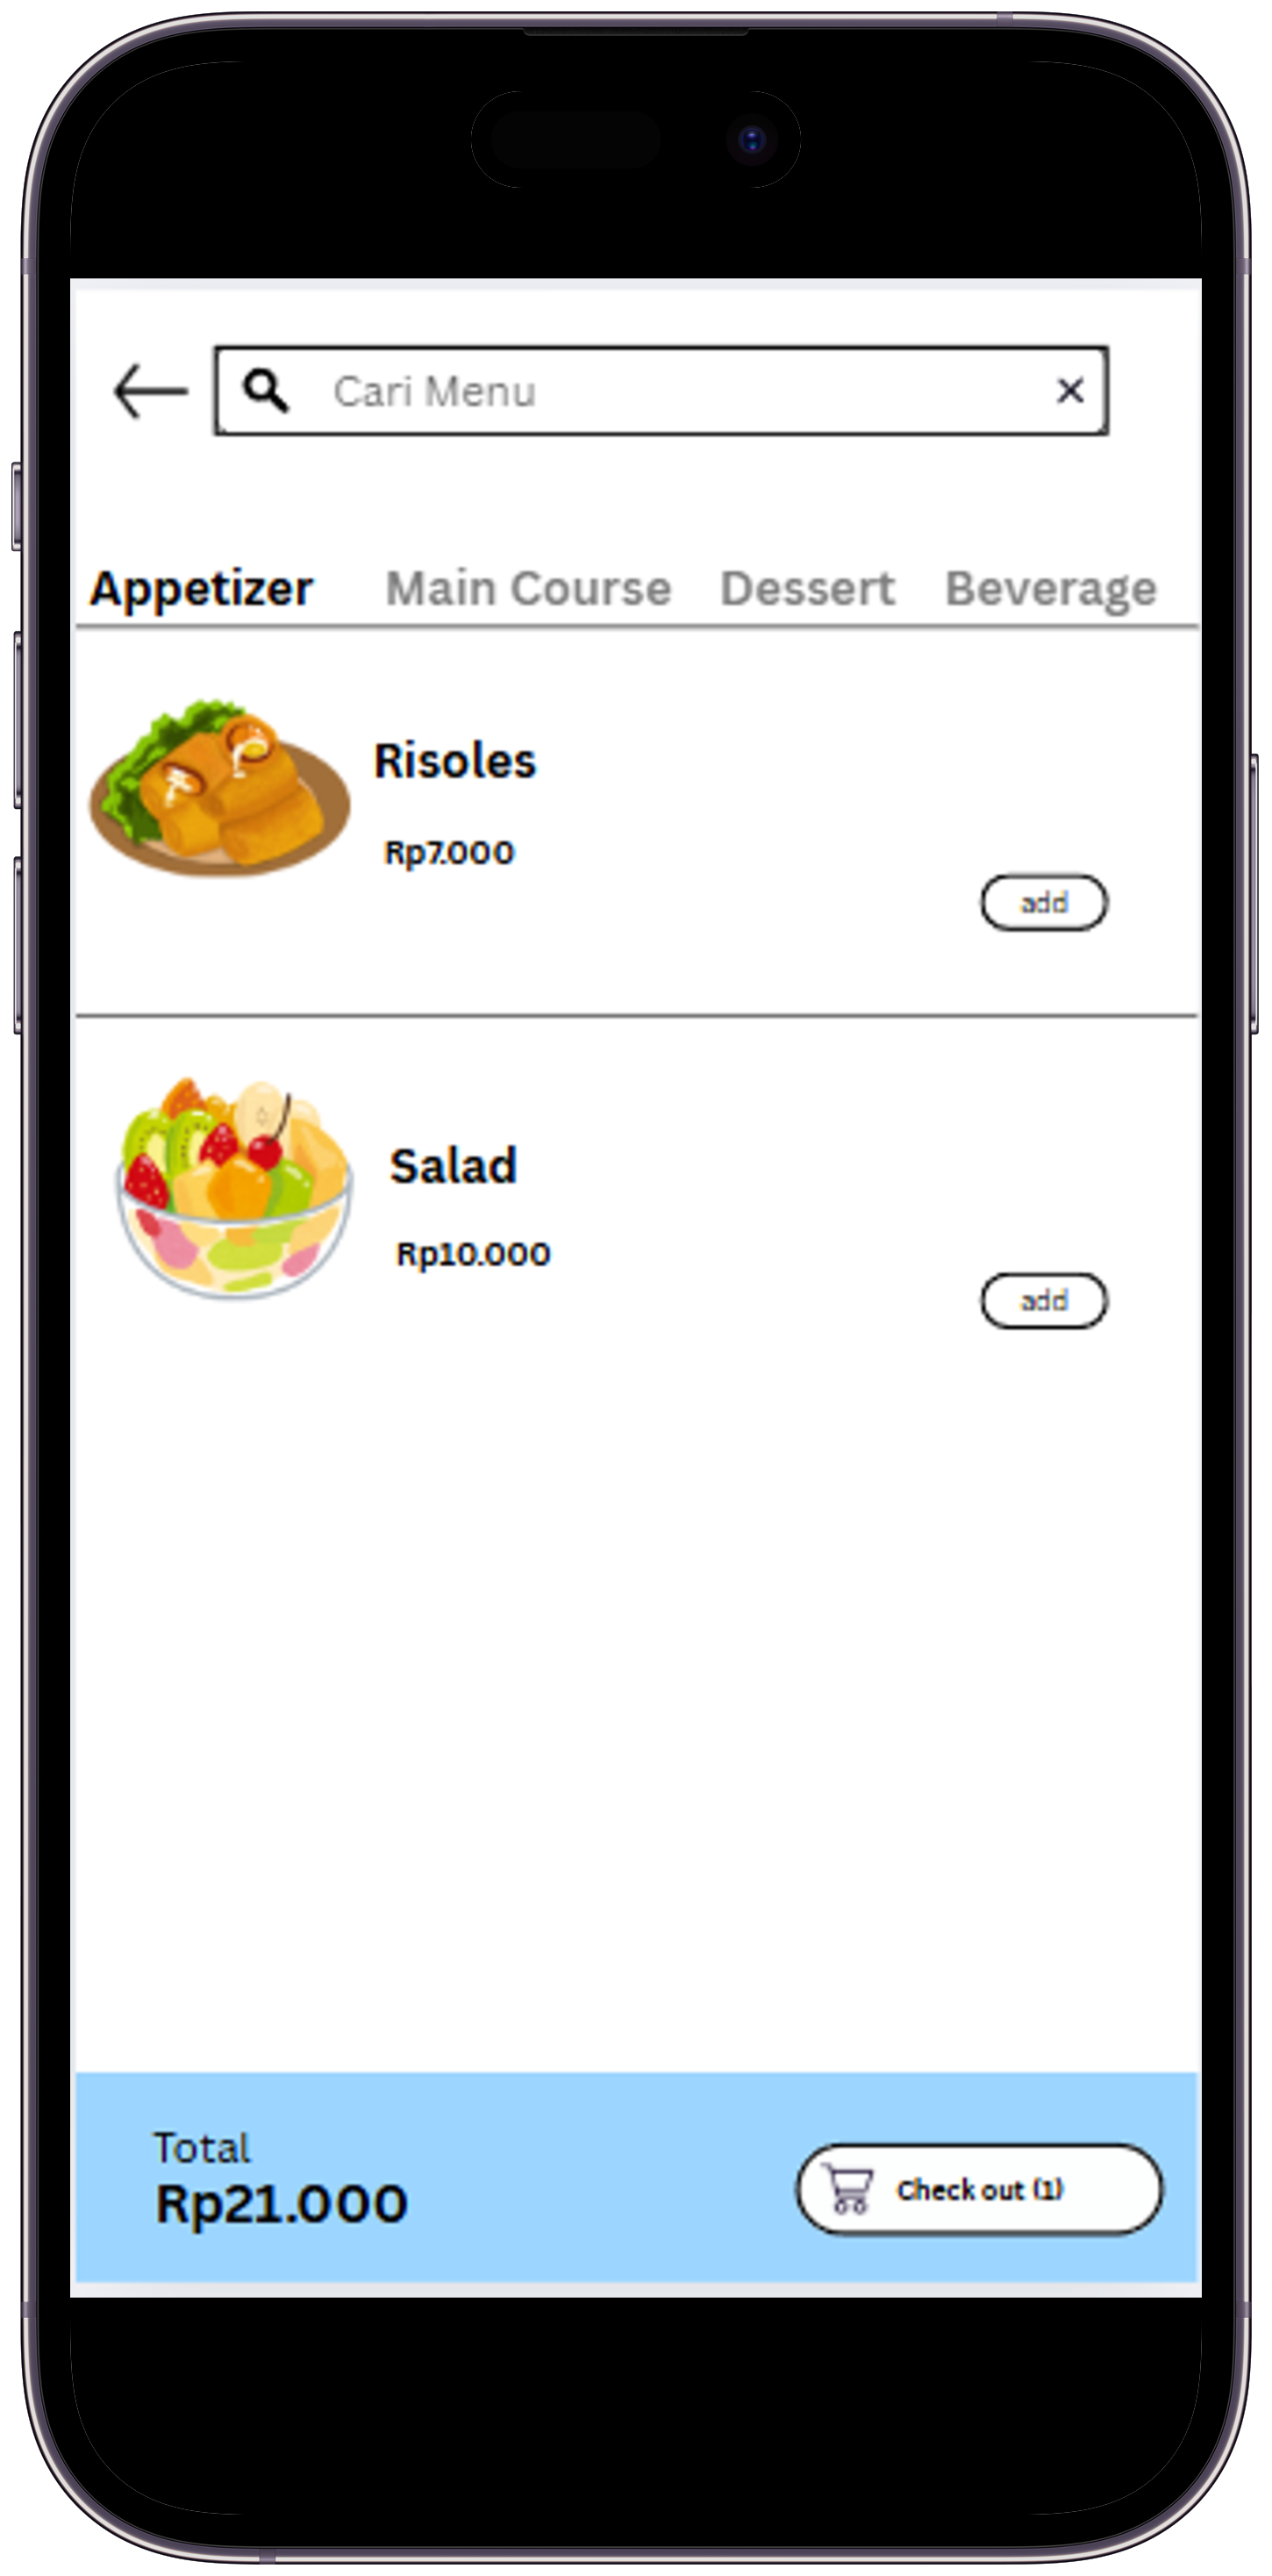 Cari Menu
Appetizer Main Course Dessert Beverage
Risoles
Rp7.000
add
Salad
Rp10.000
add
Total
Rp21.000
Check out (1)